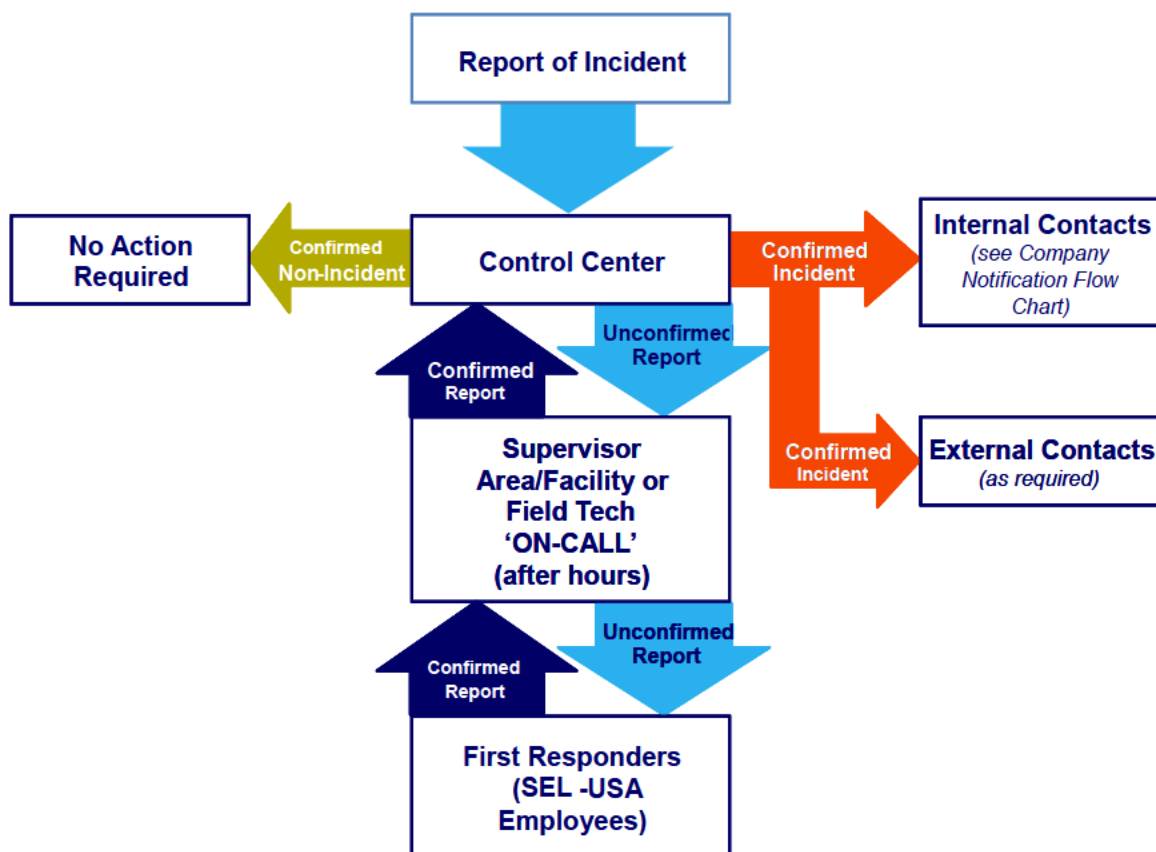 Report of Incident
No Action
Required
Confirmed
Non-Incident
Control Center
Confirmed
Incident
Internal Contacts
(see Company
Notification Flow
Chart)
Confirmed
Report
Unconfirmed
Report
Supervisor
Area/Facility or
Field Tech
‘ON-CALL’
(after hours)
Confirmed
Incident
External Contacts
(as required)
Confirmed
Report
Unconfirmed
Report
First Responders
(SEL -USA
Employees)